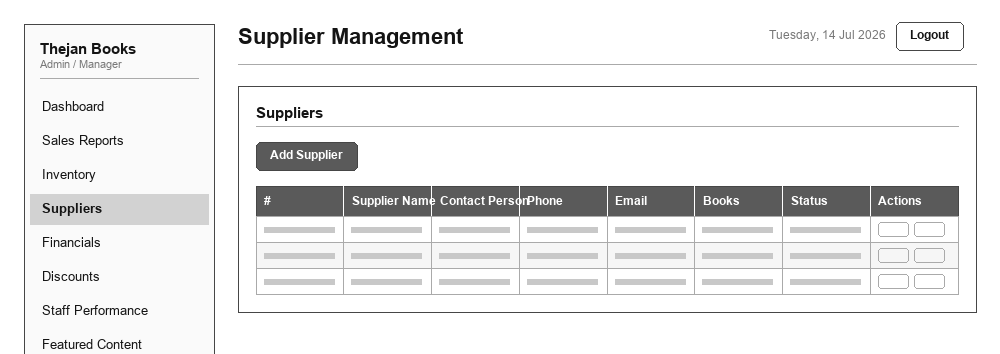 Thejan Books
Admin / Manager
Dashboard
Sales Reports
Inventory
Suppliers
Financials
Discounts
Staff Performance
Featured Content
Supplier Management
Tuesday, 14 Jul 2026
Logout
Suppliers
Add Supplier
# Supplier Name Contact Person Phone Email Books Status Actions